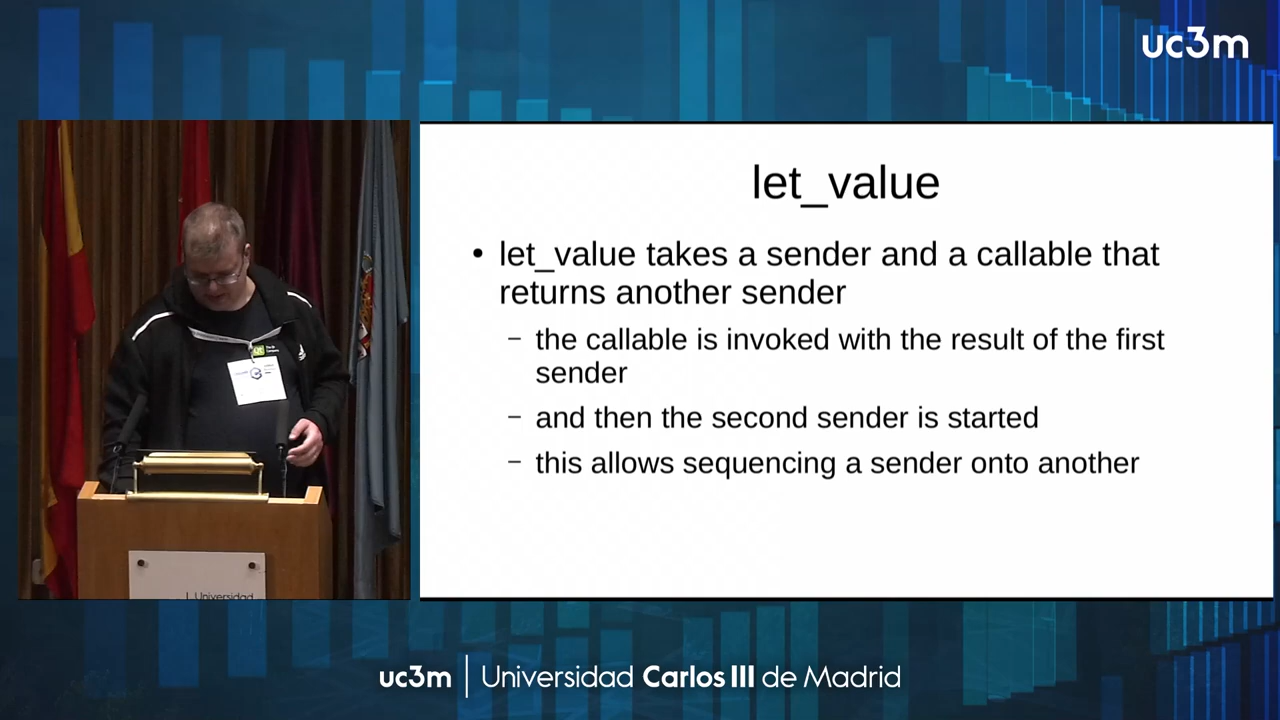 uc3m
let_value
• let_value takes a sender and a callable that
returns another sender
– the callable is invoked with the result of the first
sender
– and then the second sender is started
– this allows sequencing a sender onto another
Universidad
uc3m | Universidad Carlos III de Madrid